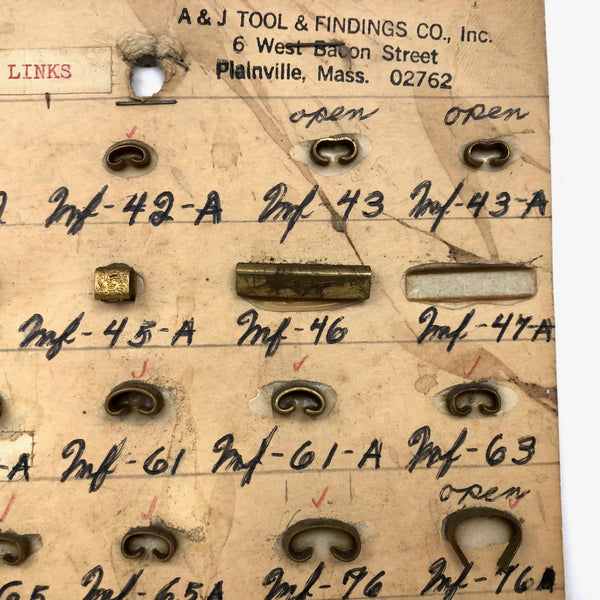 A & J TOOL & FINDINGS CO., Inc.
6 West Bacon Street
Plainville, Mass. 02762
LINKS
open open
Mf-42-A Mf 43 Mf-43-A
Mf-45-A Mf-46 Mf-47-A
-A Mf-61 Mf-61-A Mf-63
open
65 Mf-65A Mf-76 Mf-76A